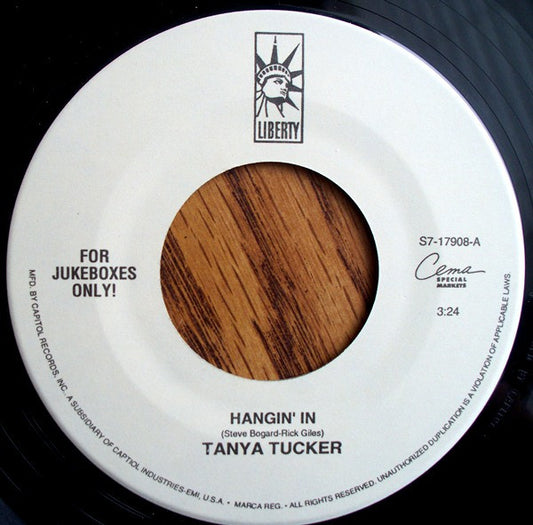 LIBERTY
FOR
JUKEBOXES
ONLY!
S7-17908-A
Cema
SPECIAL
MARKETS
3:24
HANGIN' IN
(Steve Bogard-Rick Giles)
TANYA TUCKER
MFD. BY CAPITOL RECORDS, INC. A SUBSIDIARY OF CAPTIOL INDUSTRIES-EMI, U.S.A. • MARCA REG. • ALL RIGHTS RESERVED. UNAUTHORIZED DUPLICATION IS A VIOLATION OF APPLICABLE LAWS